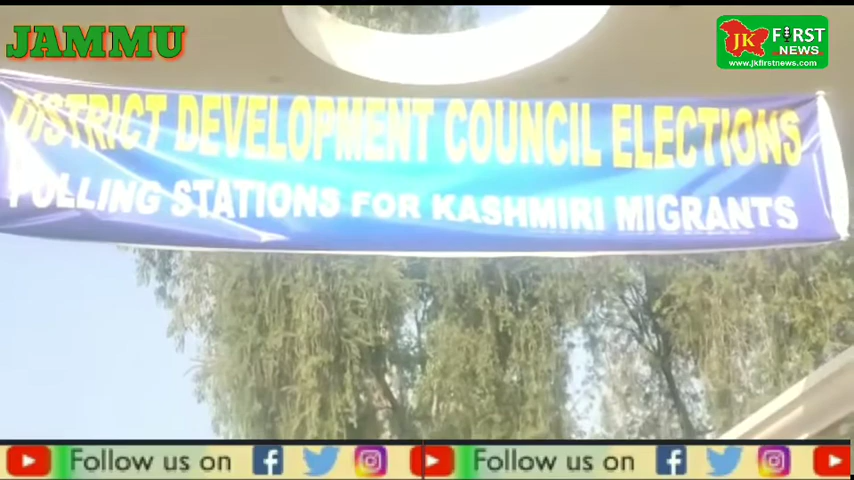 JAMMU
JK FIRST
NEWS
www.jkfirstnews.com
DISTRICT DEVELOPMENT COUNCIL ELECTIONS
POLLING STATIONS FOR KASHMIRI MIGRANTS
Follow us on Follow us on